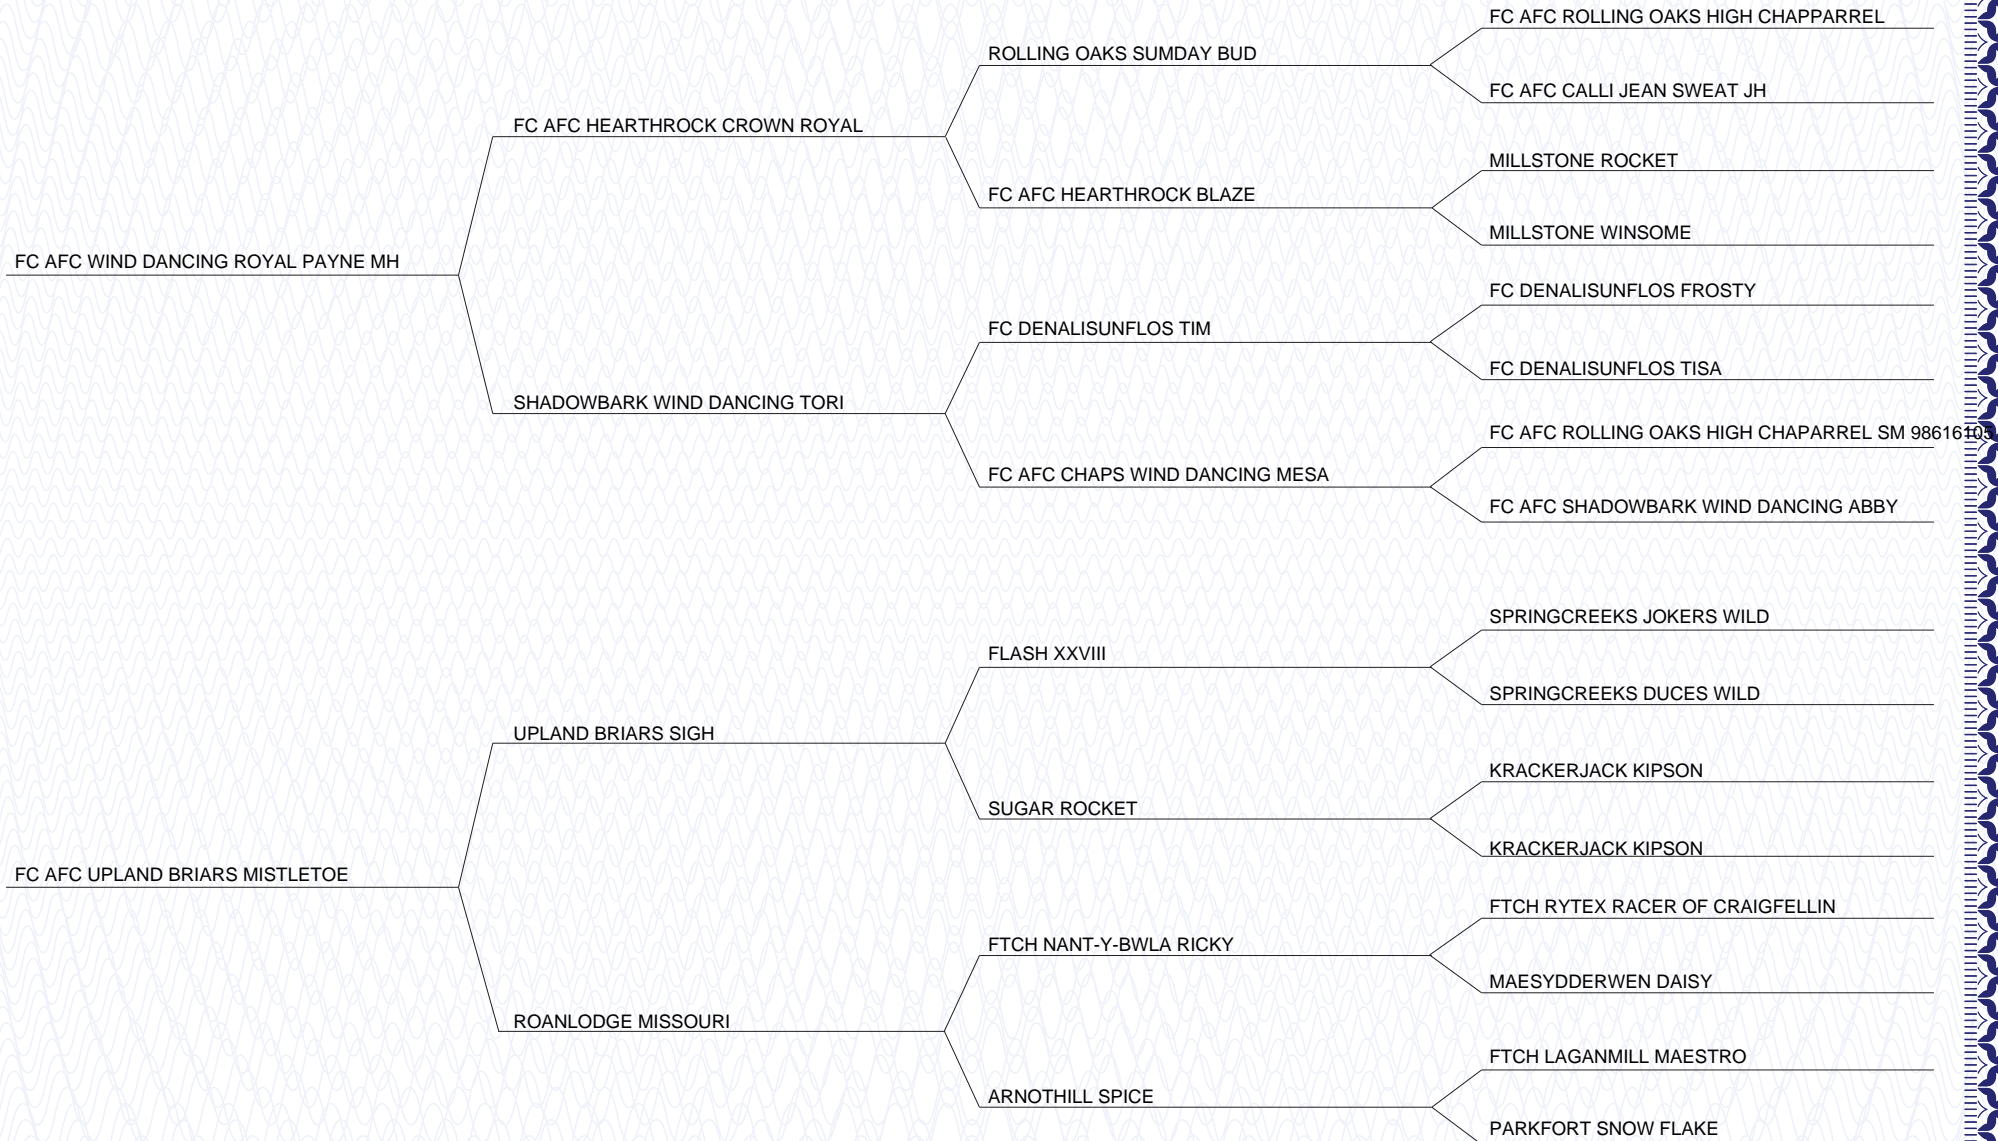 FC AFC ROLLING OAKS HIGH CHAPPARREL
ROLLING OAKS SUMDAY BUD
FC AFC CALLI JEAN SWEAT JH
FC AFC HEARTHROCK CROWN ROYAL
MILLSTONE ROCKET
FC AFC HEARTHROCK BLAZE
MILLSTONE WINSOME
FC AFC WIND DANCING ROYAL PAYNE MH
FC DENALISUNFLOS FROSTY
FC DENALISUNFLOS TIM
FC DENALISUNFLOS TISA
SHADOWBARK WIND DANCING TORI
FC AFC ROLLING OAKS HIGH CHAPARREL SM 98616105
FC AFC CHAPS WIND DANCING MESA
FC AFC SHADOWBARK WIND DANCING ABBY
SPRINGCREEKS JOKERS WILD
FLASH XXVIII
SPRINGCREEKS DUCES WILD
UPLAND BRIARS SIGH
KRACKERJACK KIPSON
SUGAR ROCKET
KRACKERJACK KIPSON
FC AFC UPLAND BRIARS MISTLETOE
FTCH RYTEX RACER OF CRAIGFELLIN
FTCH NANT-Y-BWLA RICKY
MAESYDDERWEN DAISY
ROANLODGE MISSOURI
FTCH LAGANMILL MAESTRO
ARNOTHILL SPICE
PARKFORT SNOW FLAKE